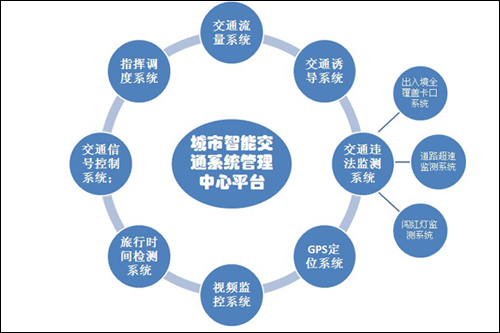 交通流
量系统
交通诱
导系统
出入境全
覆盖卡口
系统
交通违
法监测
系统
道路超速
监测系统
闯红灯监
测系统
GPS定
位系统
视频监
控系统
旅行时
间检测
系统
交通信
号控制
系统；
指挥调
度系统
城市智能交
通系统管理
中心平台